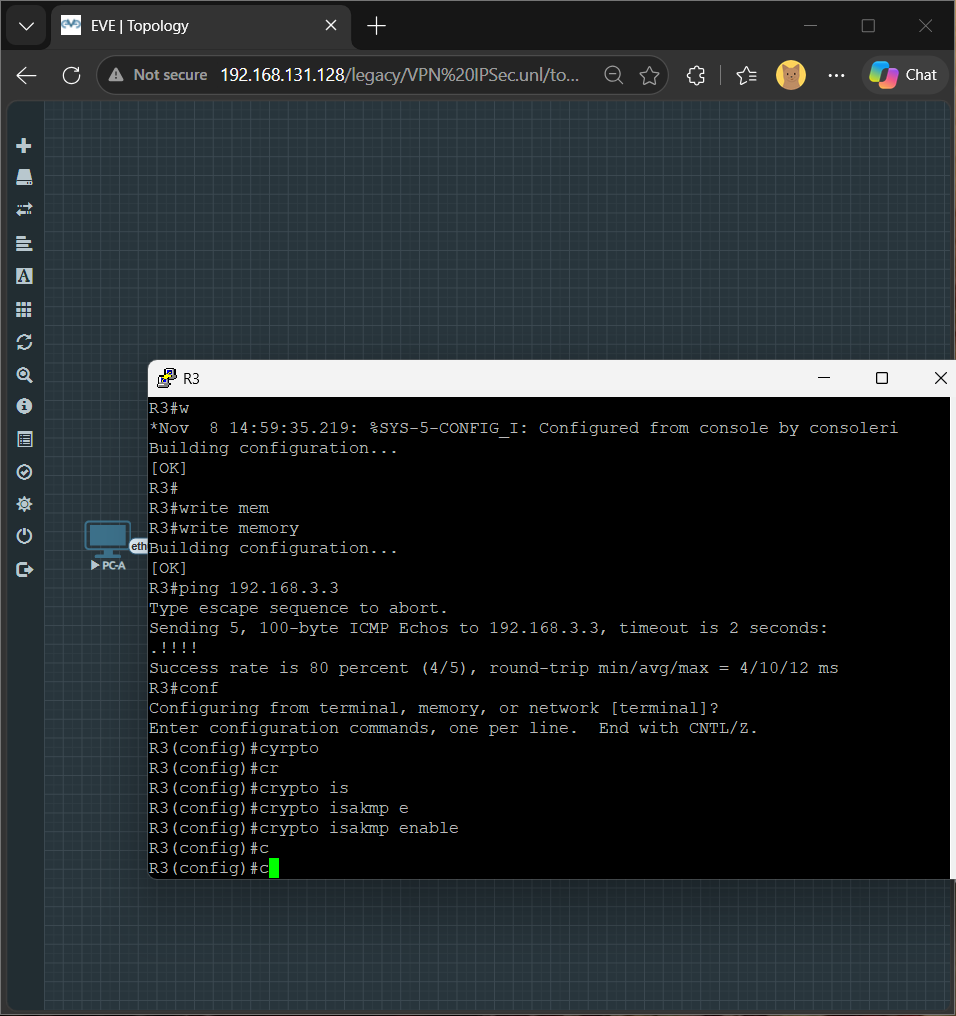 EVE | Topology
Not secure 192.168.131.128/legacy/VPN%20IPSec.unl/to...
Chat
A
R3
R3#w
*Nov  8 14:59:35.219: %SYS-5-CONFIG_I: Configured from console by consoleri
Building configuration...
[OK]
R3#
R3#write mem
R3#write memory
Building configuration...
[OK]
R3#ping 192.168.3.3
Type escape sequence to abort.
Sending 5, 100-byte ICMP Echos to 192.168.3.3, timeout is 2 seconds:
.!!!!
Success rate is 80 percent (4/5), round-trip min/avg/max = 4/10/12 ms
R3#conf
Configuring from terminal, memory, or network [terminal]?
Enter configuration commands, one per line.  End with CNTL/Z.
R3(config)#cyrpto
R3(config)#cr
R3(config)#crypto is
R3(config)#crypto isakmp e
R3(config)#crypto isakmp enable
R3(config)#c
R3(config)#c
eth
PC-A